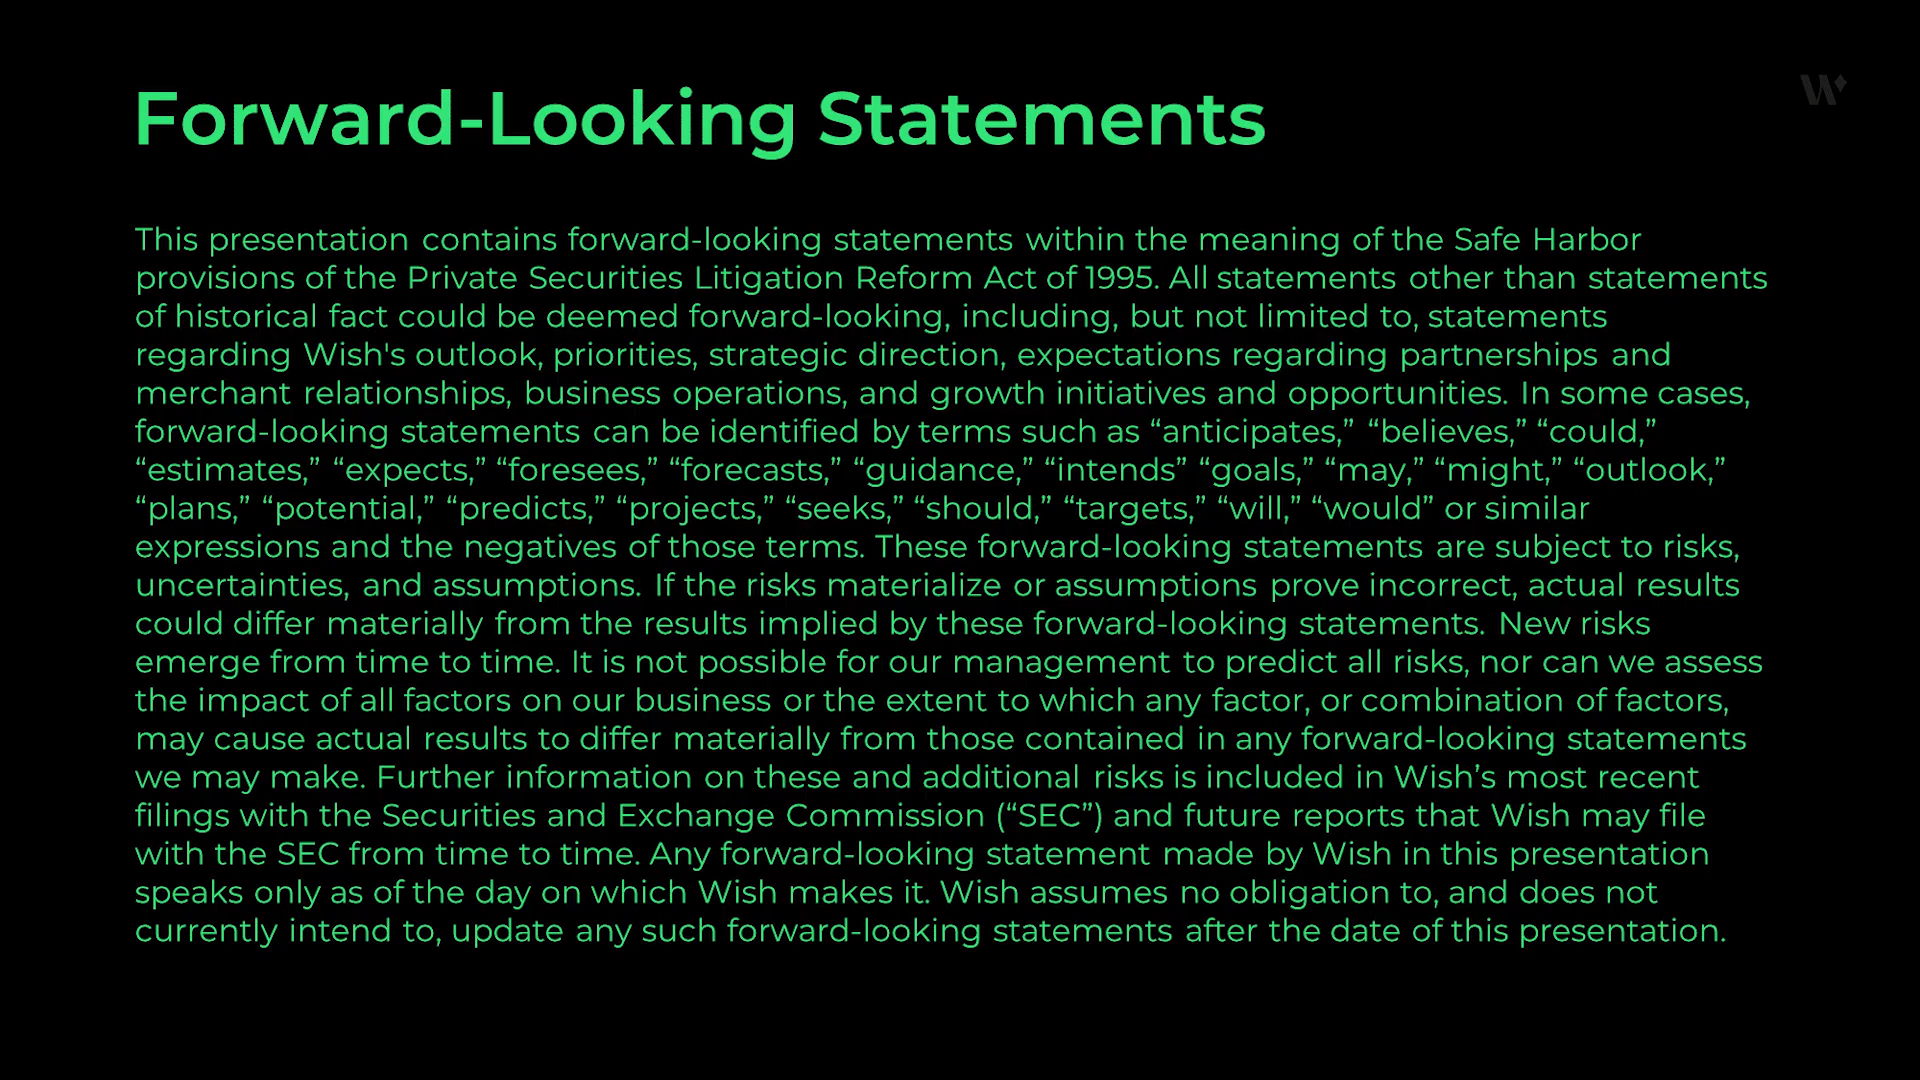 Forward-Looking Statements
This presentation contains forward-looking statements within the meaning of the Safe Harbor
provisions of the Private Securities Litigation Reform Act of 1995. All statements other than statements
of historical fact could be deemed forward-looking, including, but not limited to, statements
regarding Wish's outlook, priorities, strategic direction, expectations regarding partnerships and
merchant relationships, business operations, and growth initiatives and opportunities. In some cases,
forward-looking statements can be identified by terms such as “anticipates,” “believes,” “could,”
“estimates,” “expects,” “foresees,” “forecasts,” “guidance,” “intends” “goals,” “may,” “might,” “outlook,”
“plans,” “potential,” “predicts,” “projects,” “seeks,” “should,” “targets,” “will,” “would” or similar
expressions and the negatives of those terms. These forward-looking statements are subject to risks,
uncertainties, and assumptions. If the risks materialize or assumptions prove incorrect, actual results
could differ materially from the results implied by these forward-looking statements. New risks
emerge from time to time. It is not possible for our management to predict all risks, nor can we assess
the impact of all factors on our business or the extent to which any factor, or combination of factors,
may cause actual results to differ materially from those contained in any forward-looking statements
we may make. Further information on these and additional risks is included in Wish’s most recent
filings with the Securities and Exchange Commission (“SEC”) and future reports that Wish may file
with the SEC from time to time. Any forward-looking statement made by Wish in this presentation
speaks only as of the day on which Wish makes it. Wish assumes no obligation to, and does not
currently intend to, update any such forward-looking statements after the date of this presentation.